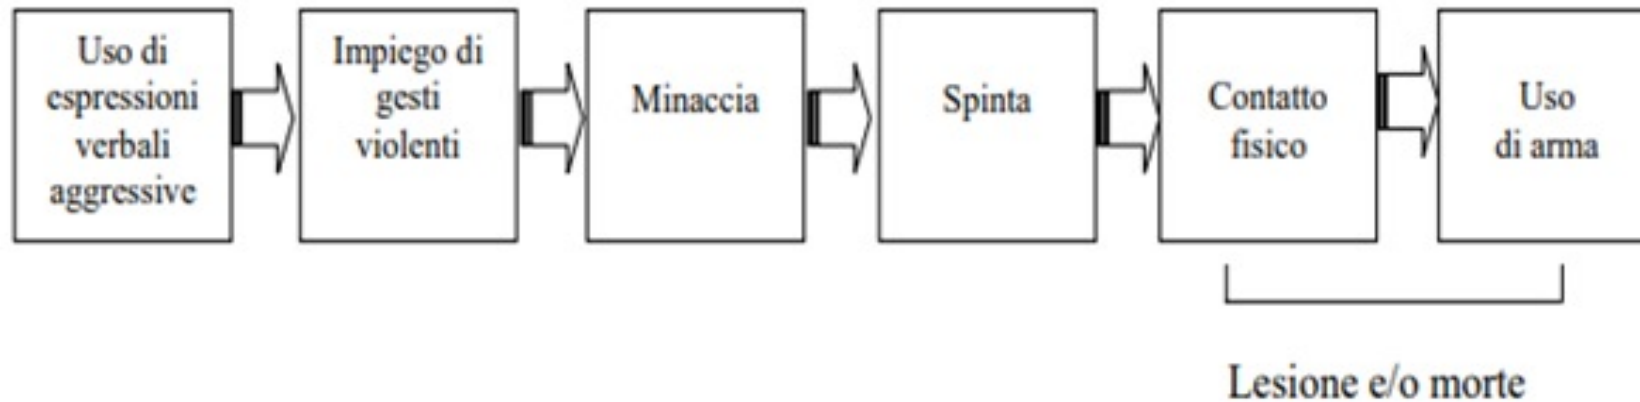 Uso di
espressioni
verbali
aggressive
Impiego di
gesti
violenti
Minaccia
Spinta
Contatto
fisico
Uso
di arma
Lesione e/o morte